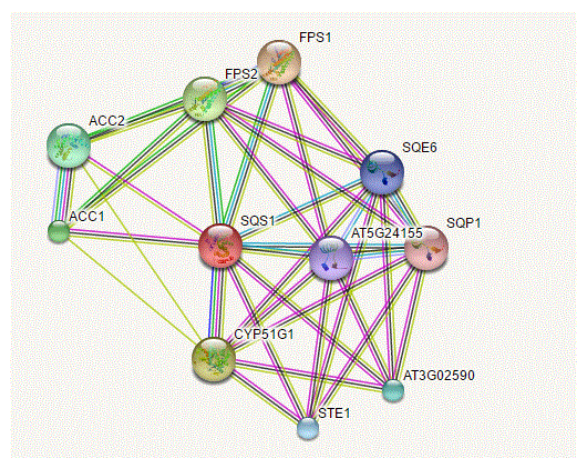 FPS1
FPS2
ACC2
SQE6
ACC1
SQS1
SQP1
AT5G24155
CYP51G1
AT3G02590
STE1